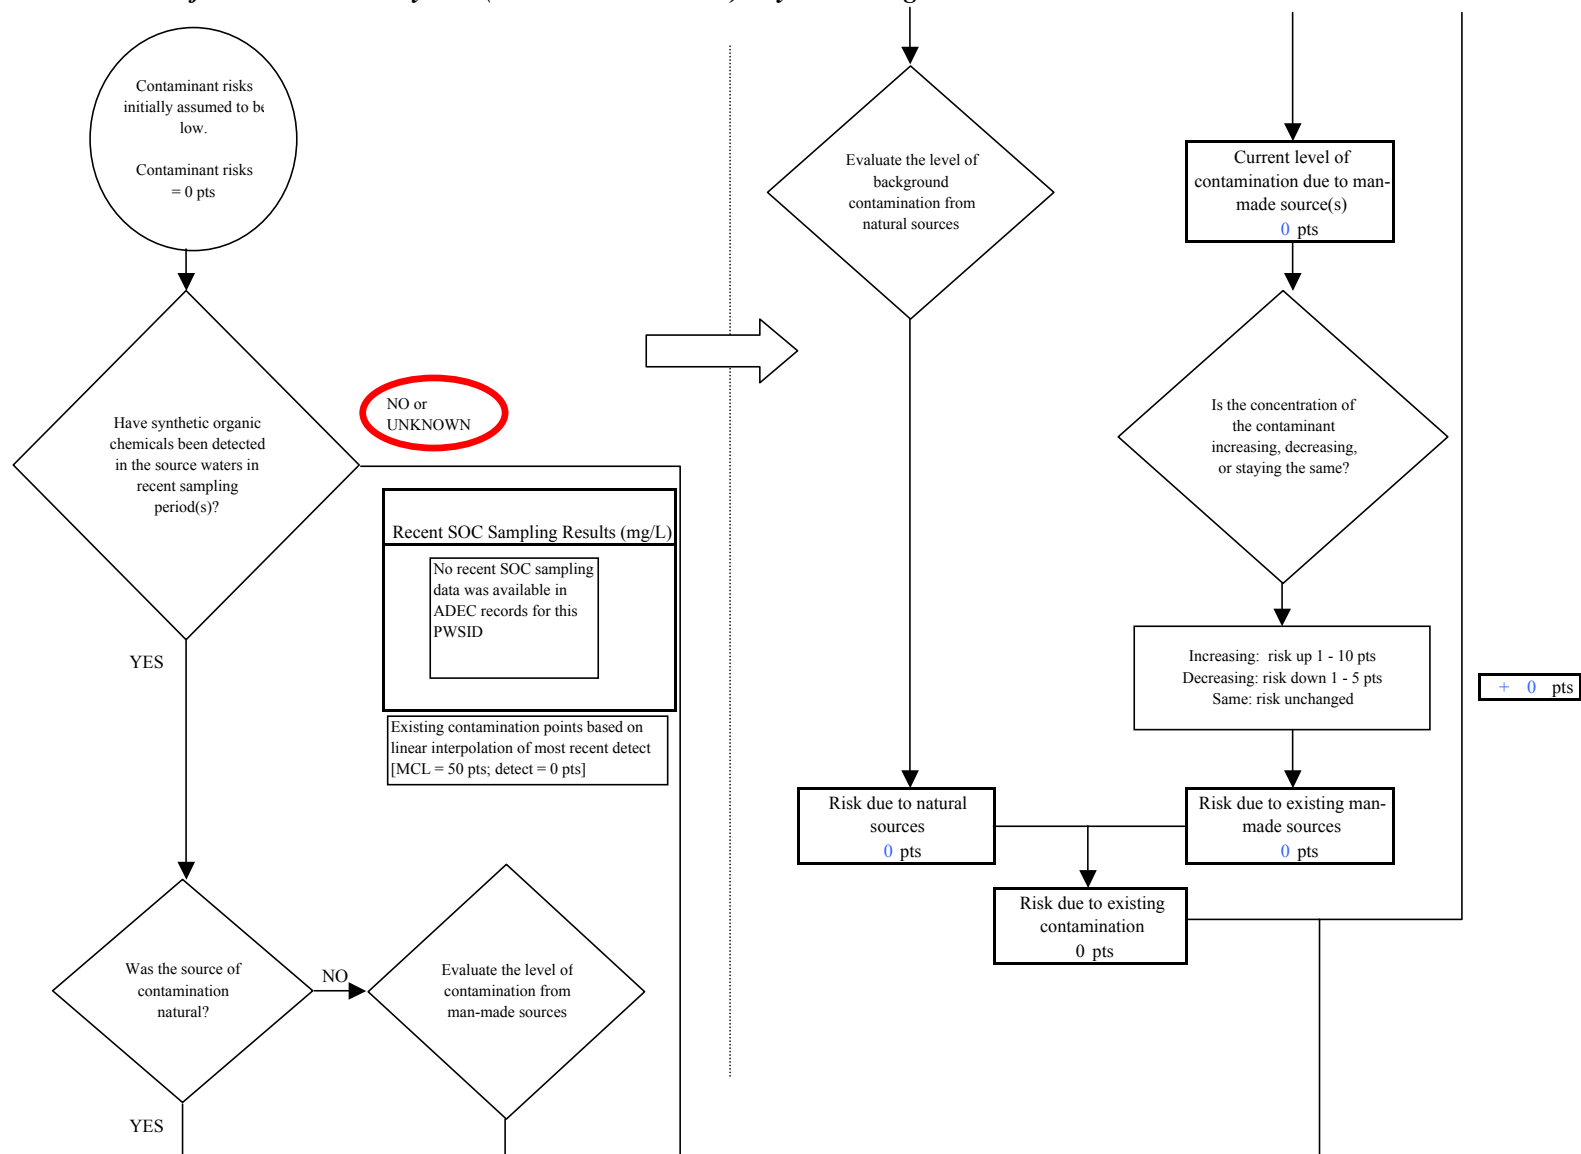 Contaminant risks
initially assumed to be
low.
Contaminant risks
= 0 pts
Have synthetic organic
chemicals been detected
in the source waters in
recent sampling
period(s)?
NO or
UNKNOWN
Recent SOC Sampling Results (mg/L)
No recent SOC sampling
data was available in
ADEC records for this
PWSID
Existing contamination points based on
linear interpolation of most recent detect
[MCL = 50 pts; detect = 0 pts]
YES
Was the source of
contamination
natural?
NO
Evaluate the level of
contamination from
man-made sources
YES
Evaluate the level of
background
contamination from
natural sources
Current level of
contamination due to man-
made source(s)
0 pts
Is the concentration of
the contaminant
increasing, decreasing,
or staying the same?
Increasing: risk up 1 - 10 pts
Decreasing: risk down 1 - 5 pts
Same: risk unchanged
+ 0 pts
Risk due to natural
sources
0 pts
Risk due to existing man-
made sources
0 pts
Risk due to existing
contamination
0 pts